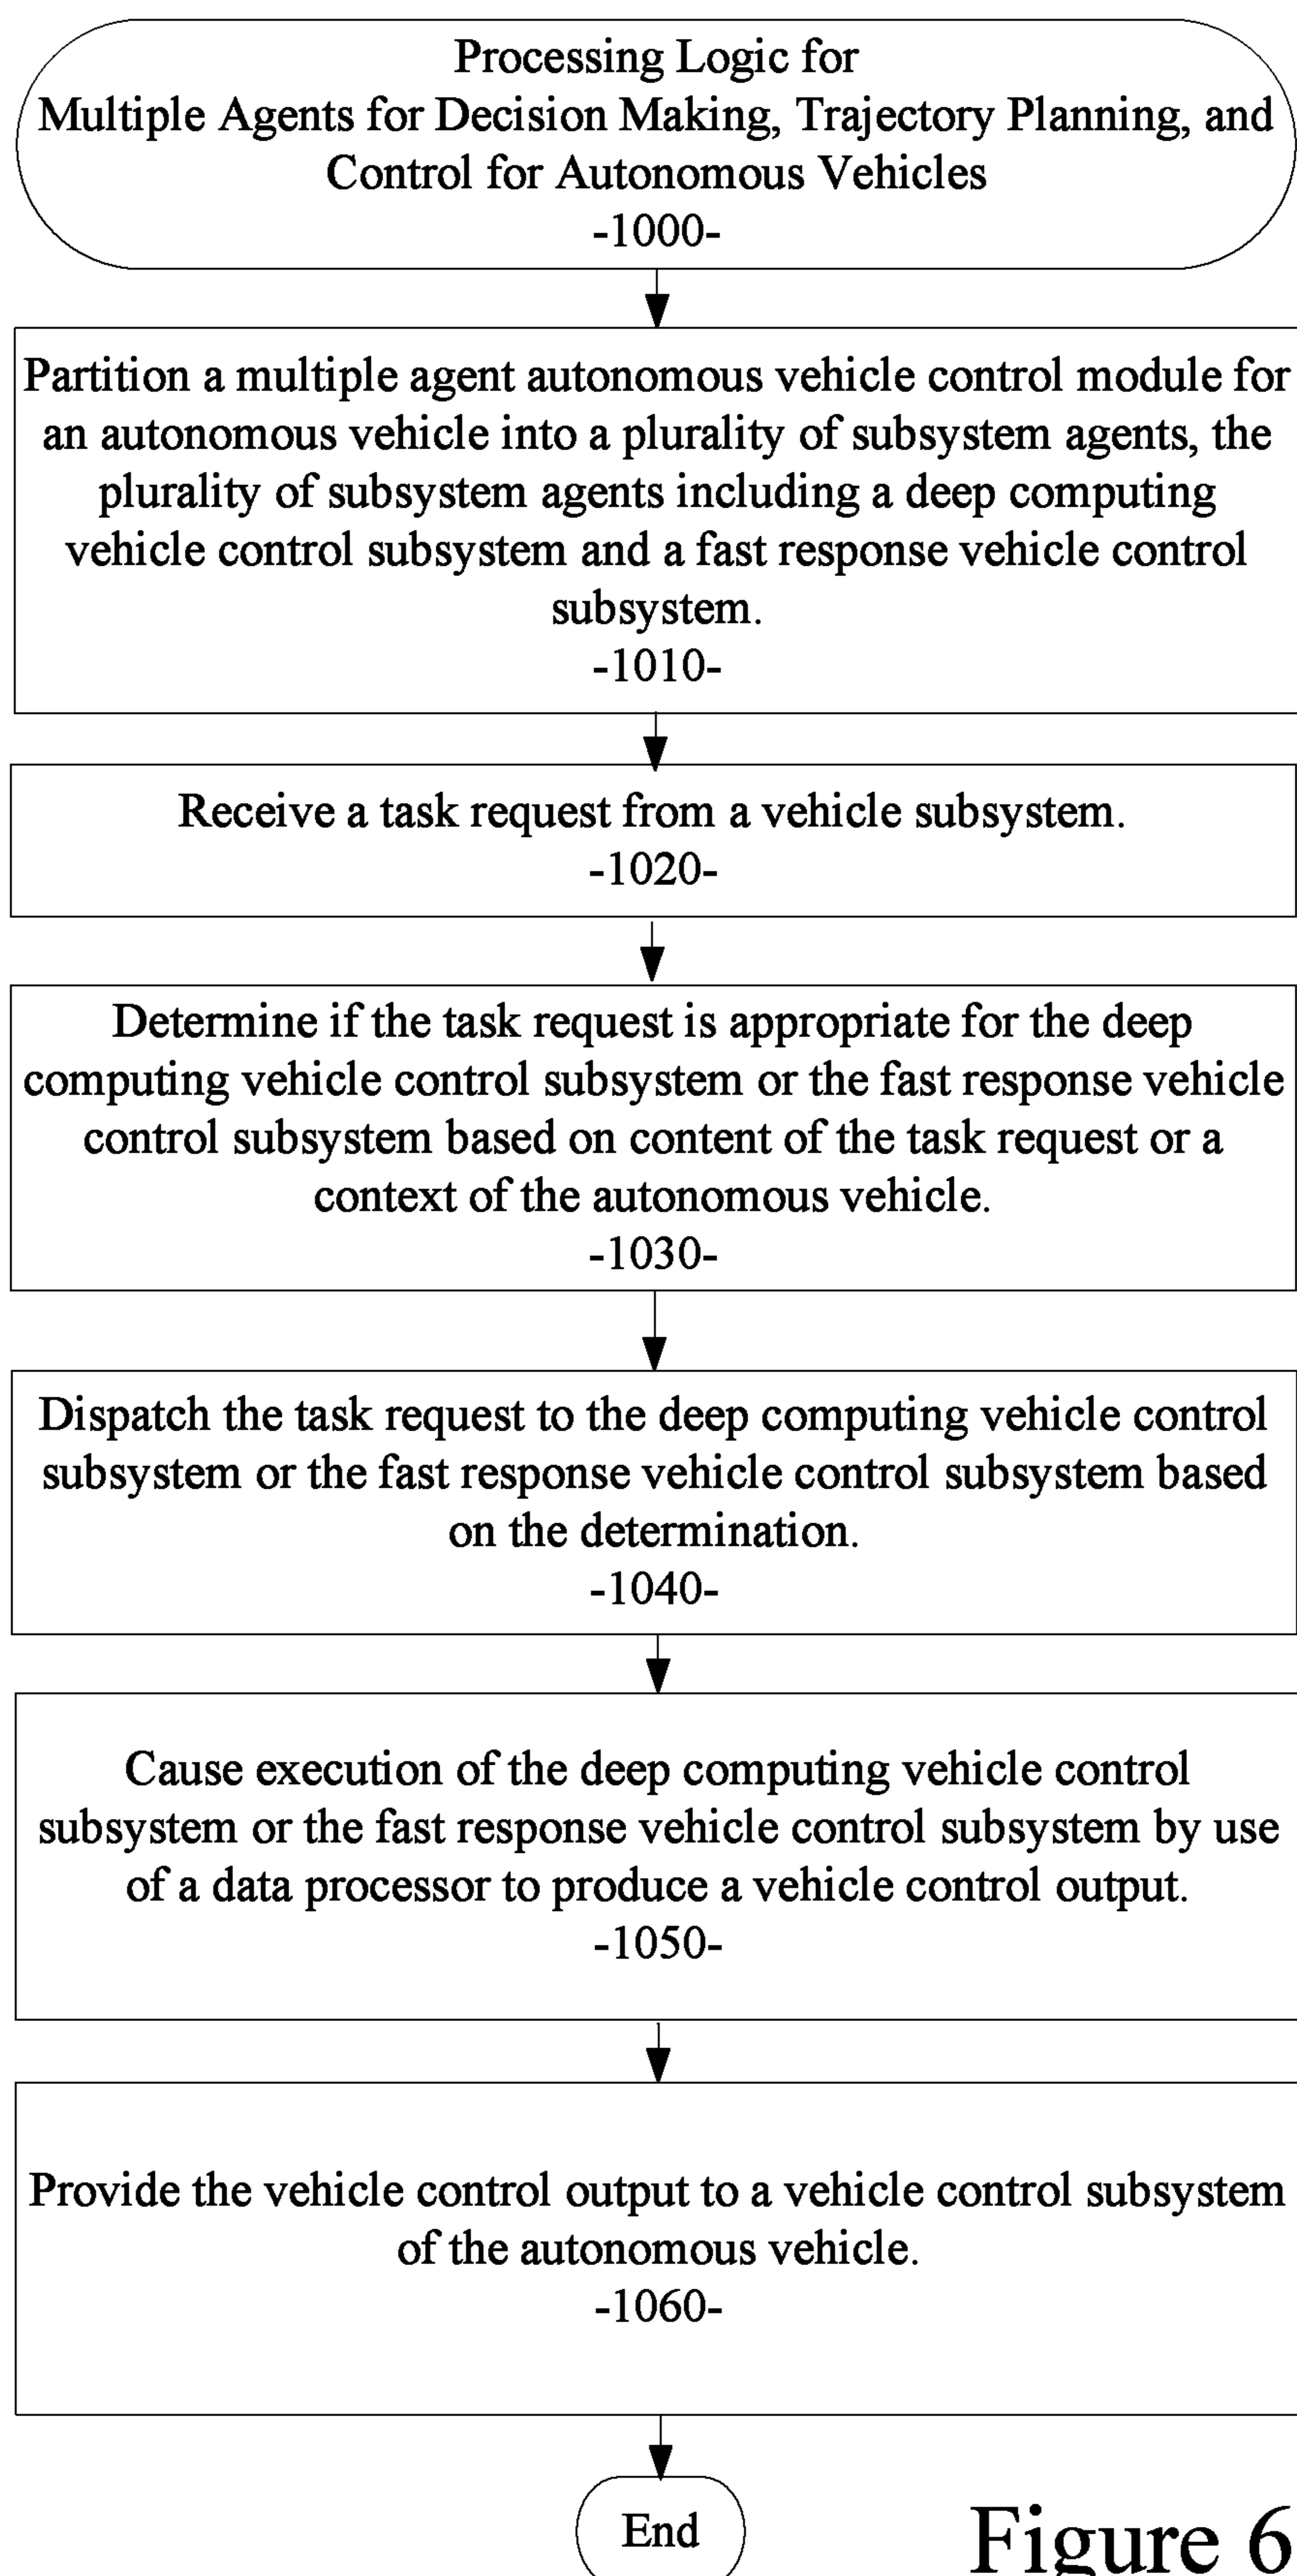 Processing Logic for
Multiple Agents for Decision Making, Trajectory Planning, and
Control for Autonomous Vehicles
-1000-
Partition a multiple agent autonomous vehicle control module for
an autonomous vehicle into a plurality of subsystem agents, the
plurality of subsystem agents including a deep computing
vehicle control subsystem and a fast response vehicle control
subsystem.
-1010-
Receive a task request from a vehicle subsystem.
-1020-
Determine if the task request is appropriate for the deep
computing vehicle control subsystem or the fast response vehicle
control subsystem based on content of the task request or a
context of the autonomous vehicle.
-1030-
Dispatch the task request to the deep computing vehicle control
subsystem or the fast response vehicle control subsystem based
on the determination.
-1040-
Cause execution of the deep computing vehicle control
subsystem or the fast response vehicle control subsystem by use
of a data processor to produce a vehicle control output.
-1050-
Provide the vehicle control output to a vehicle control subsystem
of the autonomous vehicle.
-1060-
End
Figure 6